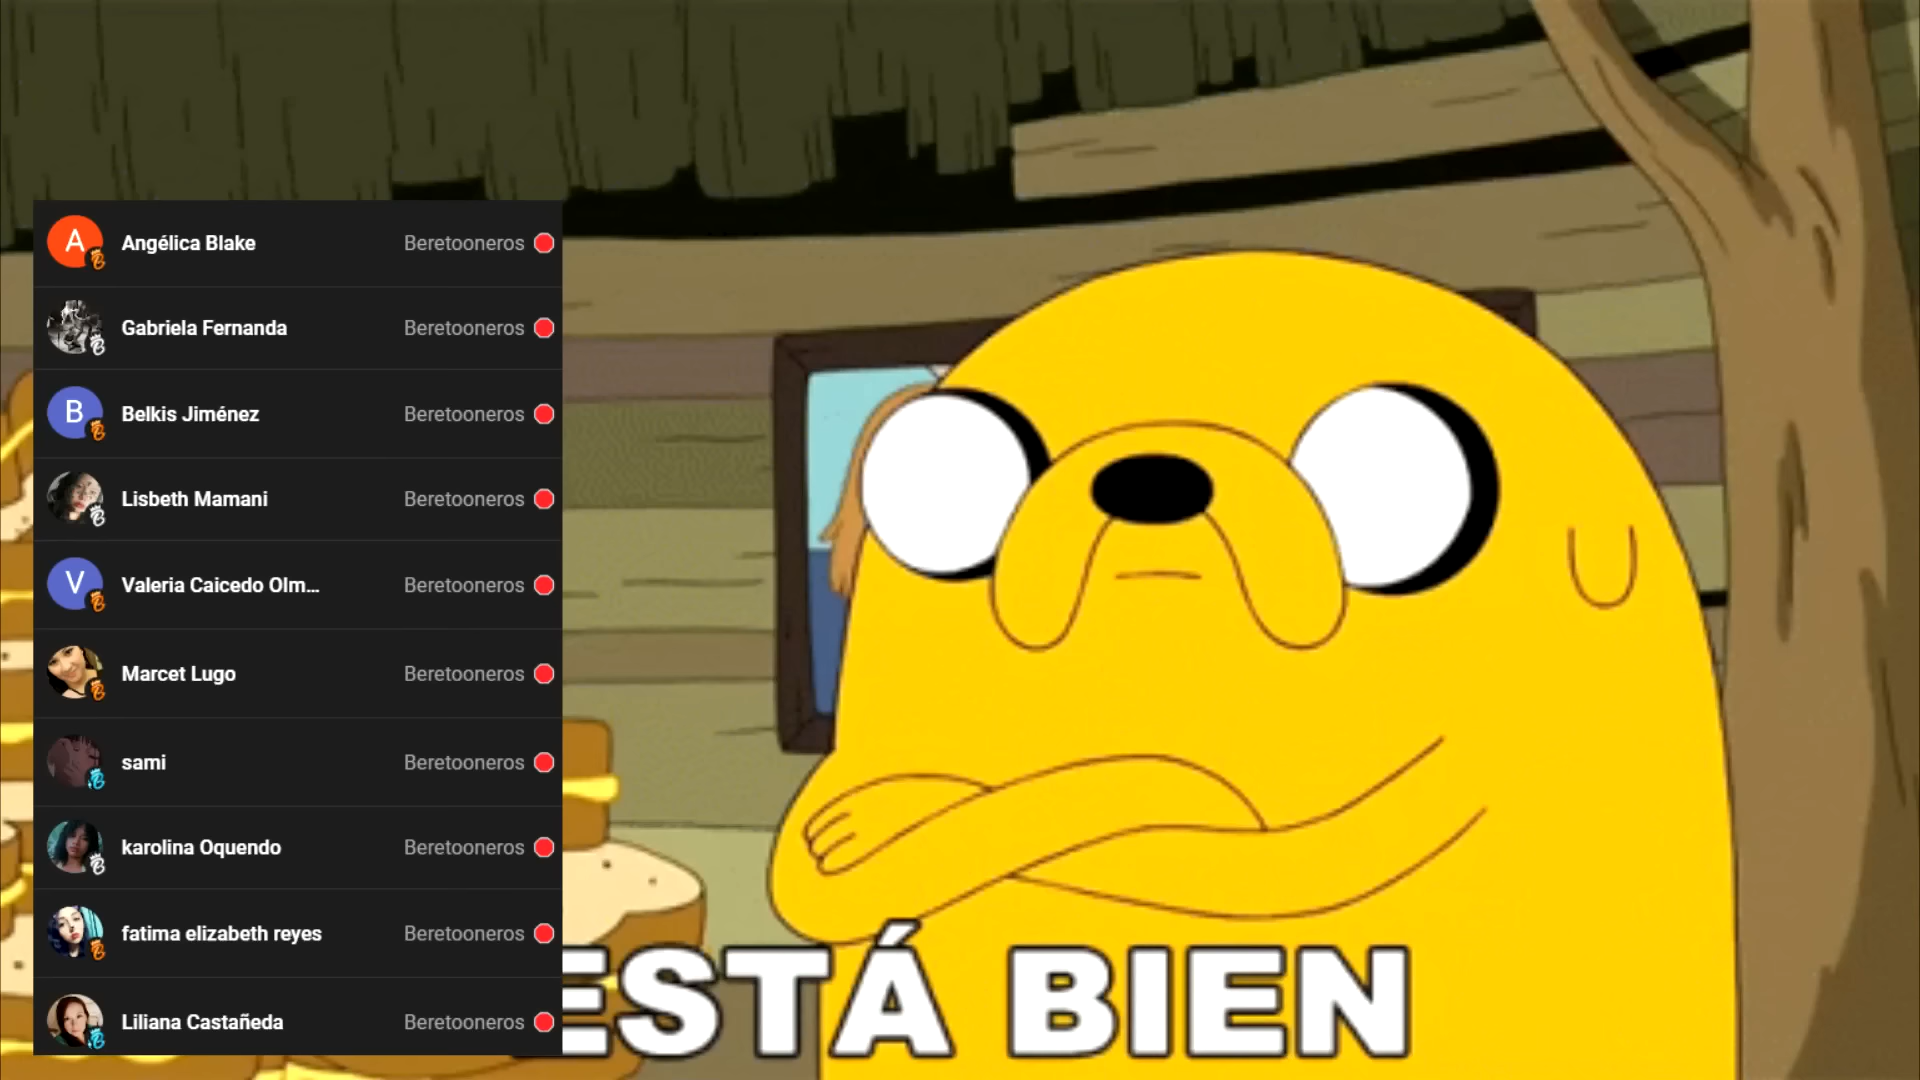 A Angélica Blake Beretooneros
Gabriela Fernanda Beretooneros
B Belkis Jiménez Beretooneros
Lisbeth Mamani Beretooneros
V Valeria Caicedo Olm... Beretooneros
Marcet Lugo Beretooneros
sami Beretooneros
karolina Oquendo Beretooneros
fatima elizabeth reyes Beretooneros
Liliana Castañeda Beretooneros
ESTÁ BIEN